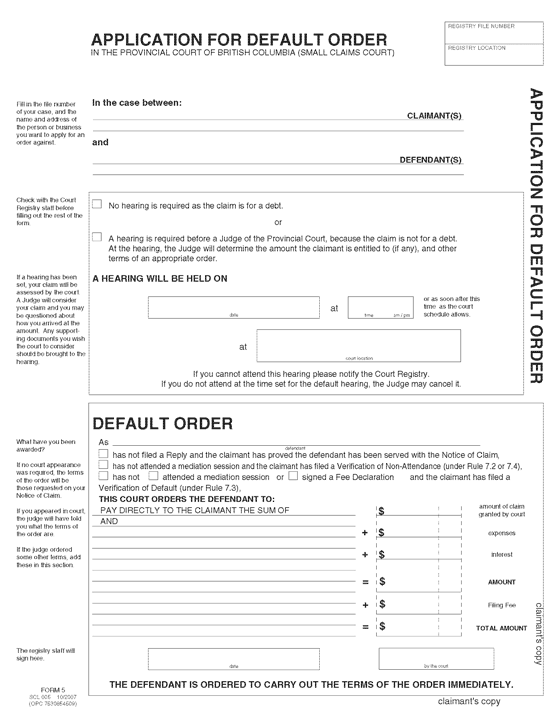 APPLICATION FOR DEFAULT ORDER
IN THE PROVINCIAL COURT OF BRITISH COLUMBIA (SMALL CLAIMS COURT)
REGISTRY FILE NUMBER
REGISTRY LOCATION
APPLICATION FOR DEFAULT ORDER
Fill in the file number
of your case, and the
name and address of
the person or business
you want to apply for an
order against.
In the case between:
CLAIMANT(S)
and
DEFENDANT(S)
Check with the Court
Registry staff before
filling out the rest of the
form.
No hearing is required as the claim is for a debt.
or
A hearing is required before a Judge of the Provincial Court, because the claim is not for a debt.
At the hearing, the Judge will determine the amount the claimant is entitled to (if any), and other
terms of an appropriate order.
If a hearing has been
set, your claim will be
assessed by the court.
A Judge will consider
your claim and you may
be questioned about
how you arrived at the
amount. Any support-
ing documents you wish
the court to consider
should be brought to the
hearing.
A HEARING WILL BE HELD ON
date
at
time am / pm
or as soon after this
time as the court
schedule allows.
at
court location
If you cannot attend this hearing please notify the Court Registry.
If you do not attend at the time set for the default hearing, the Judge may cancel it.
DEFAULT ORDER
What have you been
awarded?
If no court appearance
was required, the terms
of the order will be
those requested on your
Notice of Claim.
If you appeared in court,
the judge will have told
you what the terms of
the order are.
If the judge ordered
some other terms, add
these in this section.
As
defendant
has not filed a Reply and the claimant has proved the defendant has been served with the Notice of Claim,
has not attended a mediation session and the claimant has filed a Verification of Non-Attendance (under Rule 7.2 or 7.4),
has not attended a mediation session or signed a Fee Declaration and the claimant has filed a
Verification of Default (under Rule 7.3),
THIS COURT ORDERS THE DEFENDANT TO:
PAY DIRECTLY TO THE CLAIMANT THE SUM OF
AND
$ amount of claim
granted by court
+ $ expenses
+ $ interest
= $ AMOUNT
+ $ Filing Fee
= $ TOTAL AMOUNT
claimant's copy
The registry staff will
sign here.
date
by the court
THE DEFENDANT IS ORDERED TO CARRY OUT THE TERMS OF THE ORDER IMMEDIATELY.
FORM 5
SCL 005 10/2007
(OPC 7530854609)
claimant's copy